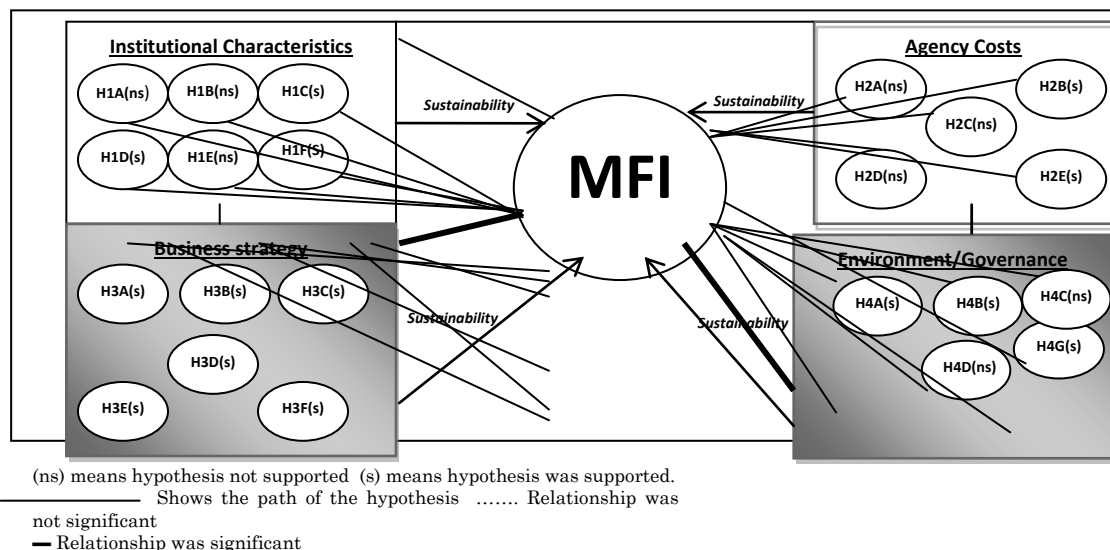 Institutional Characteristics
H1A(ns) H1B(ns) H1C(s)
H1D(s) H1E(ns) H1F(S)
Sustainability
MFI
Sustainability
Agency Costs
H2A(ns) H2B(s)
H2C(ns)
H2D(ns) H2E(s)
Business strategy
H3A(s) H3B(s) H3C(s)
H3D(s)
H3E(s) H3F(s)
Sustainability
Sustainability
Environment/Governance
H4A(s) H4B(s) H4C(ns)
H4D(ns) H4G(s)
(ns) means hypothesis not supported (s) means hypothesis was supported.
Shows the path of the hypothesis ....... Relationship was
not significant
Relationship was significant